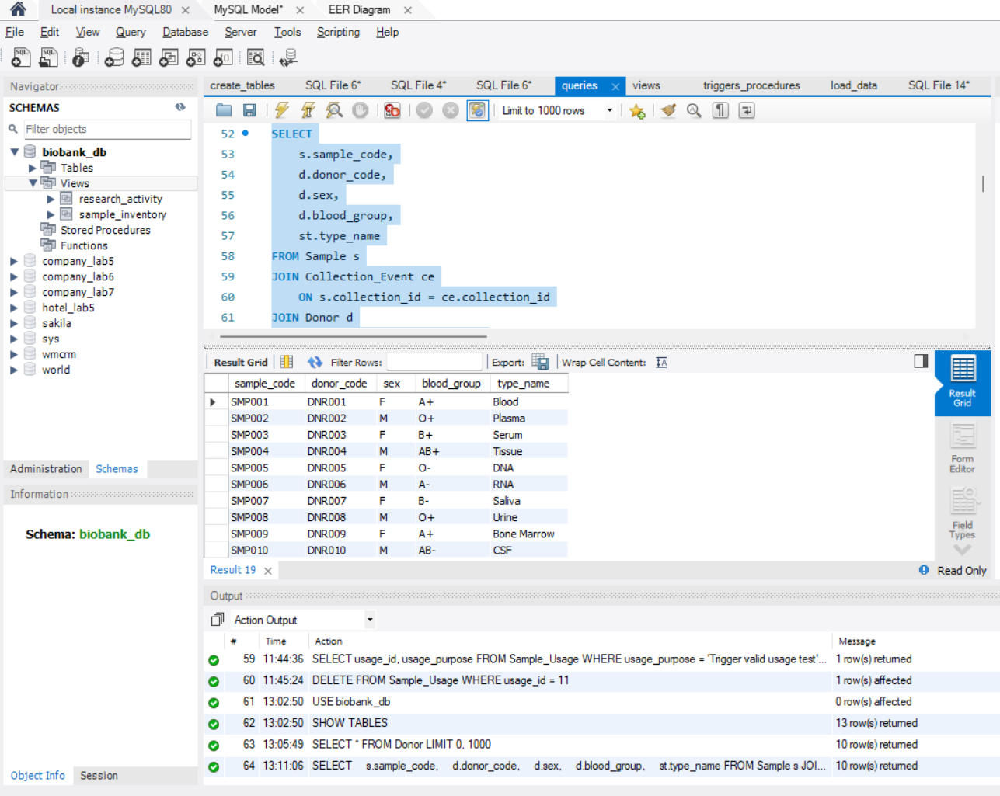 Local instance MySQL80 × MySQL Model* × EER Diagram ×
File Edit View Query Database Server Tools Scripting Help
SQL SQL
Navigator
SCHEMAS
Filter objects
biobank_db
Tables
Views
research_activity
sample_inventory
Stored Procedures
Functions
company_lab5
company_lab6
company_lab7
hotel_lab5
sakila
sys
wmcrm
world
Administration Schemas
Information
Schema: biobank_db
Object Info Session
create_tables SQL File 6* SQL File 4* SQL File 6* queries × views triggers_procedures load_data SQL File 14*
Limit to 1000 rows
52 SELECT
53 s.sample_code,
54 d.donor_code,
55 d.sex,
56 d.blood_group,
57 st.type_name
58 FROM Sample s
59 JOIN Collection_Event ce
60 ON s.collection_id = ce.collection_id
61 JOIN Donor d
Result Grid Filter Rows: Export: Wrap Cell Content:
sample_code donor_code sex blood_group type_name
SMP001 DNR001 F A+ Blood
SMP002 DNR002 M O+ Plasma
SMP003 DNR003 F B+ Serum
SMP004 DNR004 M AB+ Tissue
SMP005 DNR005 F O- DNA
SMP006 DNR006 M A- RNA
SMP007 DNR007 F B- Saliva
SMP008 DNR008 M O+ Urine
SMP009 DNR009 F A+ Bone Marrow
SMP010 DNR010 M AB- CSF
Result Grid
Form Editor
Field Types
Result 19 × Read Only
Output
Action Output
# Time Action Message
59 11:44:36 SELECT usage_id, usage_purpose FROM Sample_Usage WHERE usage_purpose = 'Trigger valid usage test'... 1 row(s) returned
60 11:45:24 DELETE FROM Sample_Usage WHERE usage_id = 11 1 row(s) affected
61 13:02:50 USE biobank_db 0 row(s) affected
62 13:02:50 SHOW TABLES 13 row(s) returned
63 13:05:49 SELECT * FROM Donor LIMIT 0, 1000 10 row(s) returned
64 13:11:06 SELECT s.sample_code, d.donor_code, d.sex, d.blood_group, st.type_name FROM Sample s JOI... 10 row(s) returned